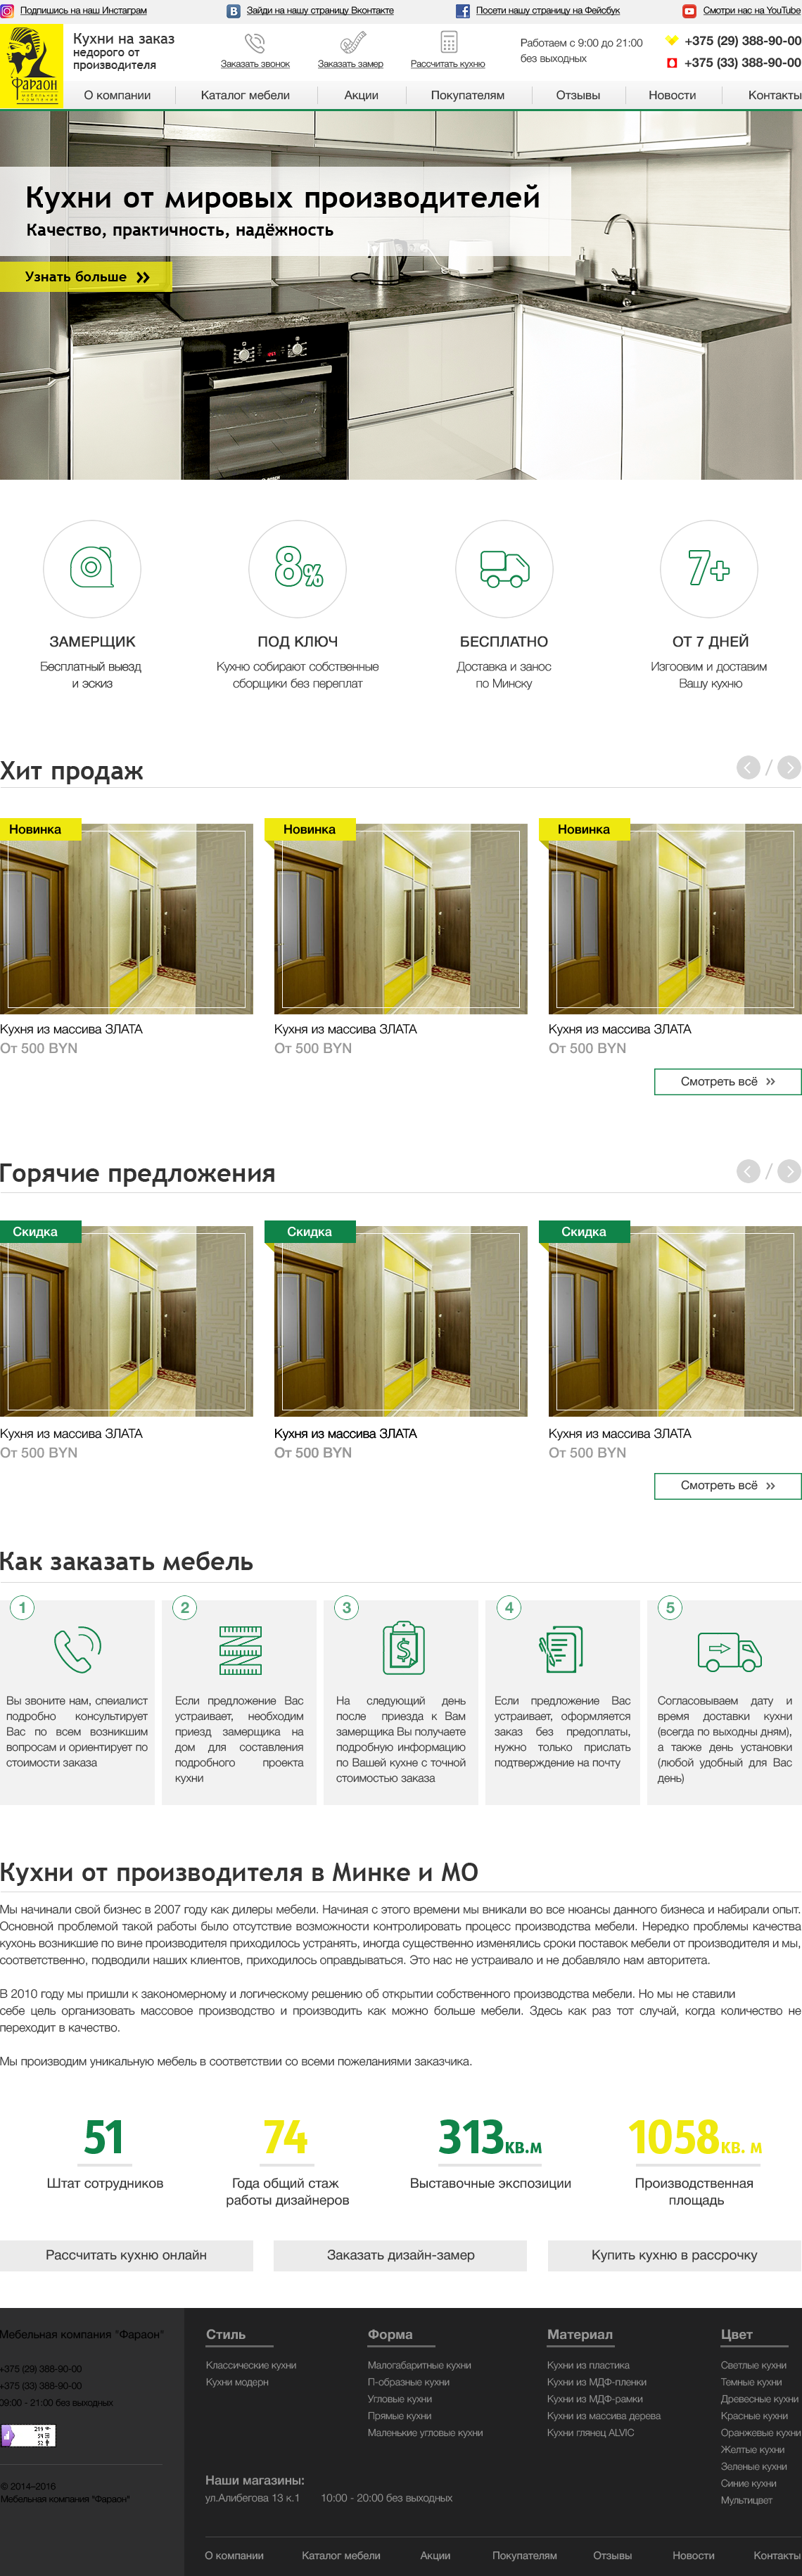 Подпишись на наш Инстаграм
Зайди на нашу страницу Вконтакте
Посети нашу страницу на Фейсбук
Смотри нас на YouTube
Фараон
мебельная
компания
Кухни на заказ
недорого от
производителя
Заказать звонок
Заказать замер
Рассчитать кухню
Работаем с 9:00 до 21:00
без выходных
+375 (29) 388-90-00
+375 (33) 388-90-00
О компании
Каталог мебели
Акции
Покупателям
Отзывы
Новости
Контакты
Кухни от мировых производителей
Качество, практичность, надёжность
Узнать больше
8%
7+
ЗАМЕРЩИК
Бесплатный выезд
и эскиз
ПОД КЛЮЧ
Кухню собирают собственные
сборщики без переплат
БЕСПЛАТНО
Доставка и занос
по Минску
ОТ 7 ДНЕЙ
Изгоовим и доставим
Вашу кухню
Хит продаж
/
Новинка
Новинка
Новинка
Кухня из массива ЗЛАТА
От 500 BYN
Кухня из массива ЗЛАТА
От 500 BYN
Кухня из массива ЗЛАТА
От 500 BYN
Смотреть всё
Горячие предложения
/
Скидка
Скидка
Скидка
Кухня из массива ЗЛАТА
От 500 BYN
Кухня из массива ЗЛАТА
От 500 BYN
Кухня из массива ЗЛАТА
От 500 BYN
Смотреть всё
Как заказать мебель
1
Вы звоните нам, спеиалист
подробно консультирует
Вас по всем возникшим
вопросам и ориентирует по
стоимости заказа
2
Если предложение Вас
устраивает, необходим
приезд замерщика на
дом для составления
подробного проекта
кухни
3
$
На следующий день
после приезда к Вам
замерщика Вы получаете
подробную информацию
по Вашей кухне с точной
стоимостью заказа
4
Если предложение Вас
устраивает, оформляется
заказ без предоплаты,
нужно только прислать
подтверждение на почту
5
Согласовываем дату и
время доставки кухни
(всегда по выходны дням),
а также день установки
(любой удобный для Вас
день)
Кухни от производителя в Минке и МО
Мы начинали свой бизнес в 2007 году как дилеры мебели. Начиная с этого времени мы вникали во все нюансы данного бизнеса и набирали опыт.
Основной проблемой такой работы было отсутствие возможности контролировать процесс производства мебели. Нередко проблемы качества
кухонь возникшие по вине производителя приходилось устранять, иногда существенно изменялись сроки поставок мебели от производителя и мы,
соответственно, подводили наших клиентов, приходилось оправдываться. Это нас не устраивало и не добавляло нам авторитета.
В 2010 году мы пришли к закономерному и логическому решению об открытии собственного производства мебели. Но мы не ставили
себе цель организовать массовое производство и производить как можно больше мебели. Здесь как раз тот случай, когда количество не
переходит в качество.
Мы производим уникальную мебель в соответствии со всеми пожеланиями заказчика.
51
Штат сотрудников
74
Года общий стаж
работы дизайнеров
313кв.м
Выставочные экспозиции
1058кв. м
Производственная
площадь
Рассчитать кухню онлайн
Заказать дизайн-замер
Купить кухню в рассрочку
Мебельная компания "Фараон"
+375 (29) 388-90-00
+375 (33) 388-90-00
09:00 - 21:00 без выходных
© 2014–2016
Мебельная компания "Фараон"
Стиль
Классические кухни
Кухни модерн
Форма
Малогабаритные кухни
П-образные кухни
Угловые кухни
Прямые кухни
Маленькие угловые кухни
Материал
Кухни из пластика
Кухни из МДФ-пленки
Кухни из МДФ-рамки
Кухни из массива дерева
Кухни глянец ALVIC
Цвет
Светлые кухни
Темные кухни
Древесные кухни
Красные кухни
Оранжевые кухни
Желтые кухни
Зеленые кухни
Синие кухни
Мультицвет
Наши магазины:
ул.Алибегова 13 к.1
10:00 - 20:00 без выходных
О компании
Каталог мебели
Акции
Покупателям
Отзывы
Новости
Контакты